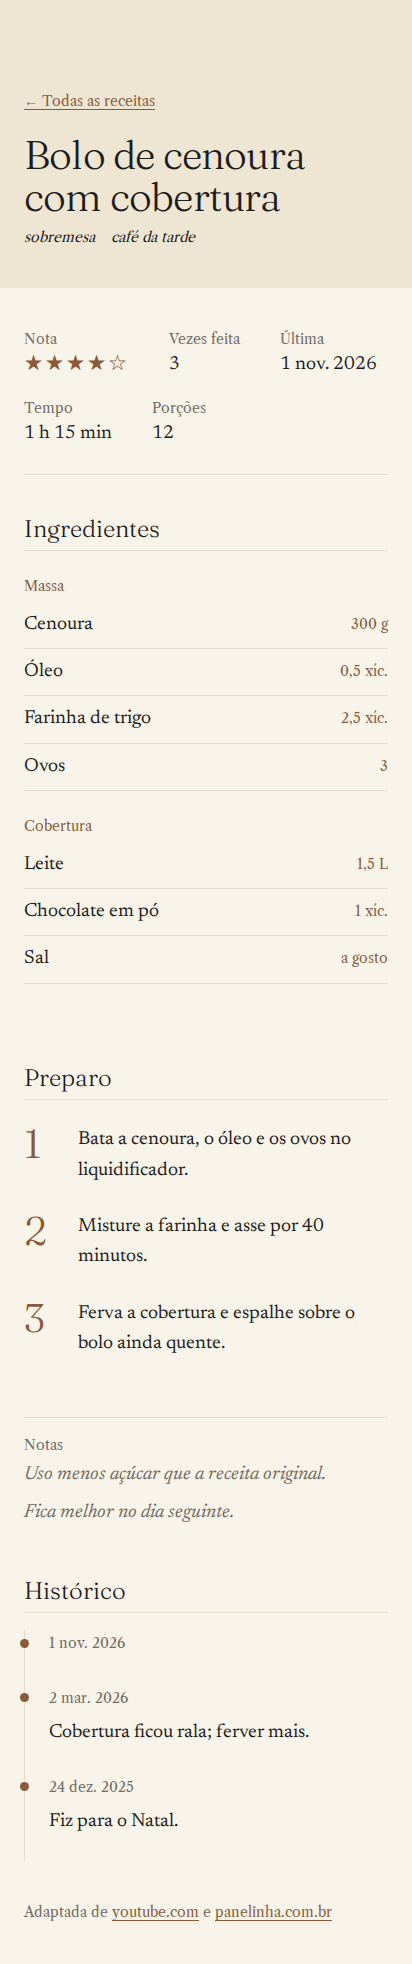 ← Todas as receitas
Bolo de cenoura
com cobertura
sobremesa café da tarde
Nota Vezes feita Última
★★★★☆ 3 1 nov. 2026
Tempo Porções
1 h 15 min 12
Ingredientes
Massa
Cenoura 300 g
Óleo 0,5 xíc.
Farinha de trigo 2,5 xíc.
Ovos 3
Cobertura
Leite 1,5 L
Chocolate em pó 1 xíc.
Sal a gosto
Preparo
1 Bata a cenoura, o óleo e os ovos no
liquidificador.
2 Misture a farinha e asse por 40
minutos.
3 Ferva a cobertura e espalhe sobre o
bolo ainda quente.
Notas
Uso menos açúcar que a receita original.
Fica melhor no dia seguinte.
Histórico
1 nov. 2026
2 mar. 2026
Cobertura ficou rala; ferver mais.
24 dez. 2025
Fiz para o Natal.
Adaptada de youtube.com e panelinha.com.br